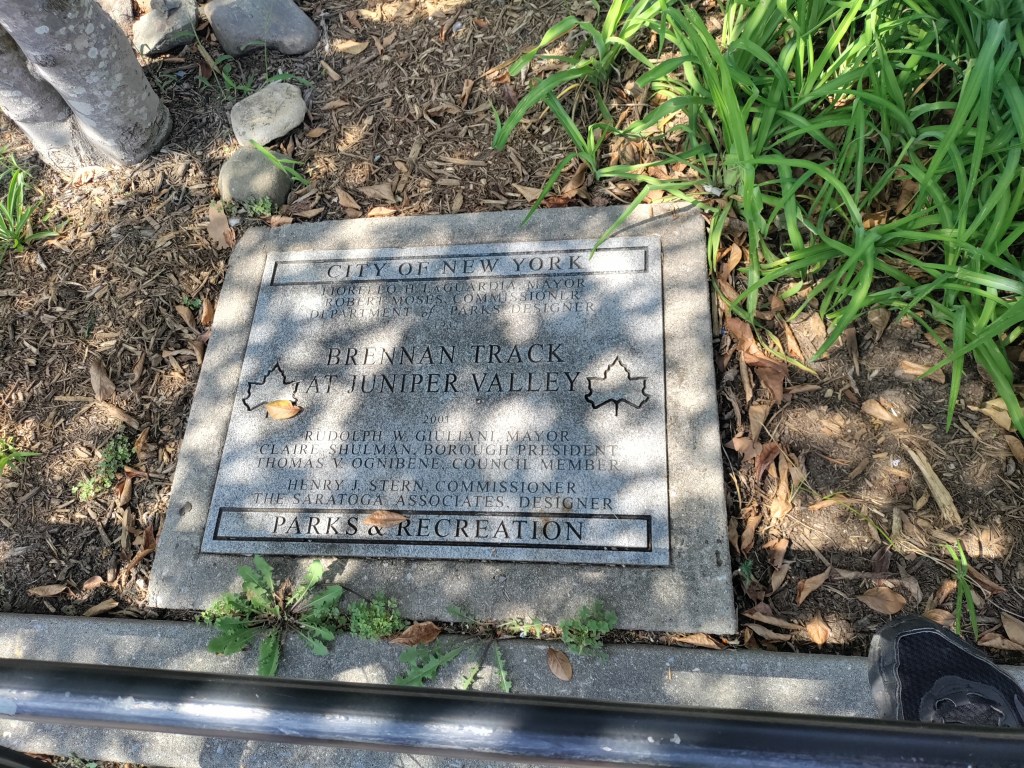 CITY OF NEW YORK
FIORELLO H. LAGUARDIA, MAYOR
ROBERT MOSES, COMMISSIONER
DEPARTMENT of PARKS, DESIGNER
BRENNAN TRACK
AT JUNIPER VALLEY
2001
RUDOLPH W. GIULIANI, MAYOR
CLAIRE SHULMAN, BOROUGH PRESIDENT
THOMAS V. OGNIBENE, COUNCIL MEMBER
HENRY J. STERN, COMMISSIONER
THE SARATOGA ASSOCIATES, DESIGNER
PARKS & RECREATION